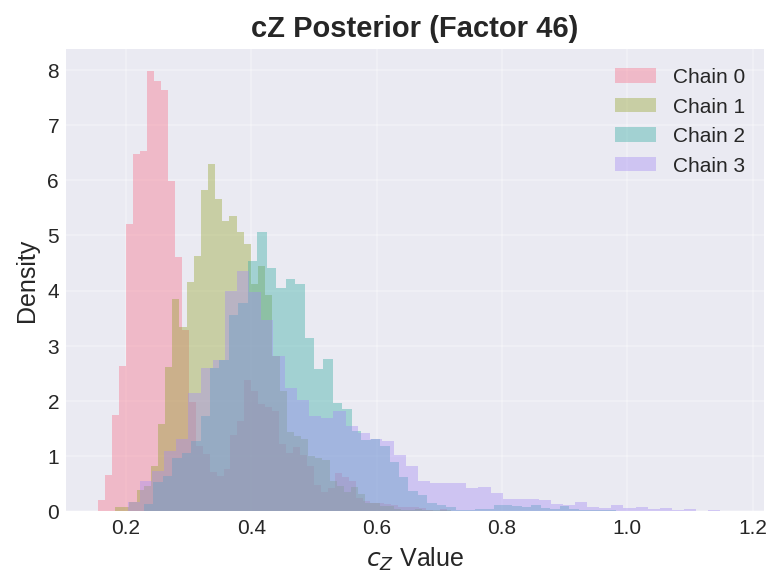 cZ Posterior (Factor 46)
Chain 0
Chain 1
Chain 2
Chain 3
8
7
6
5
4
3
2
1
0
Density
0.2 0.4 0.6 0.8 1.0 1.2
c_Z Value